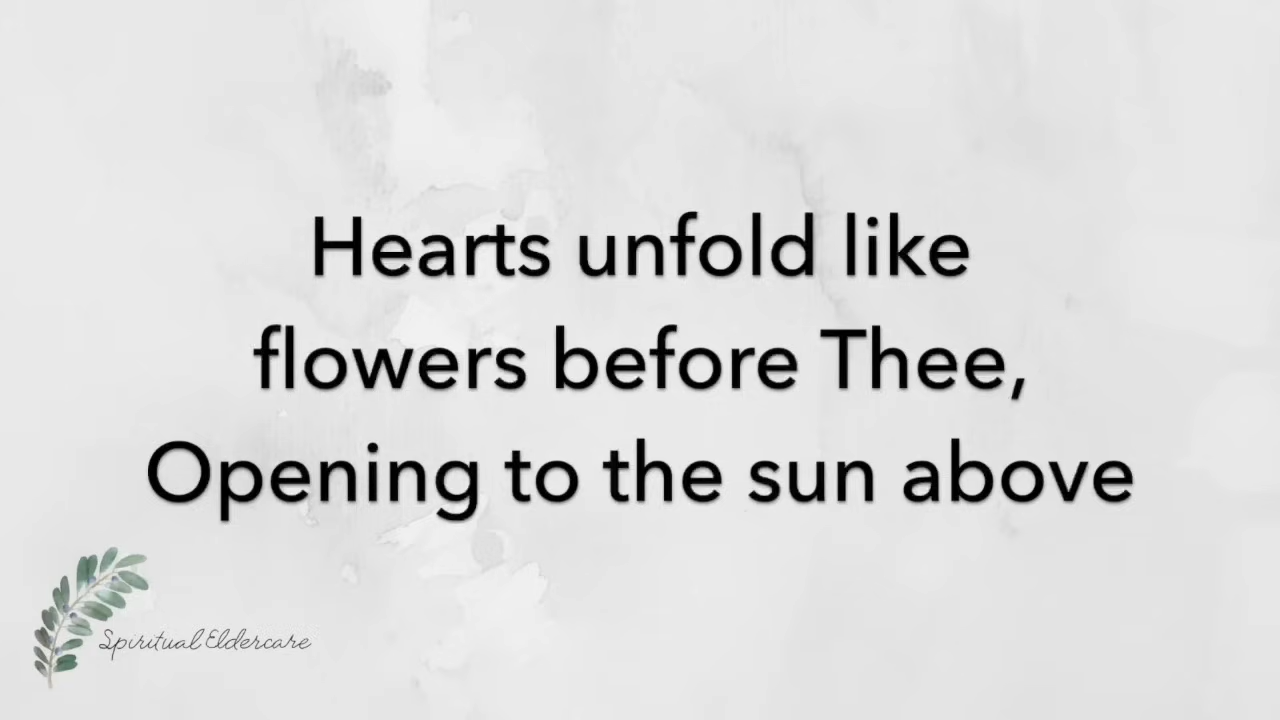 Hearts unfold like
flowers before Thee,
Opening to the sun above
Spiritual Eldercare